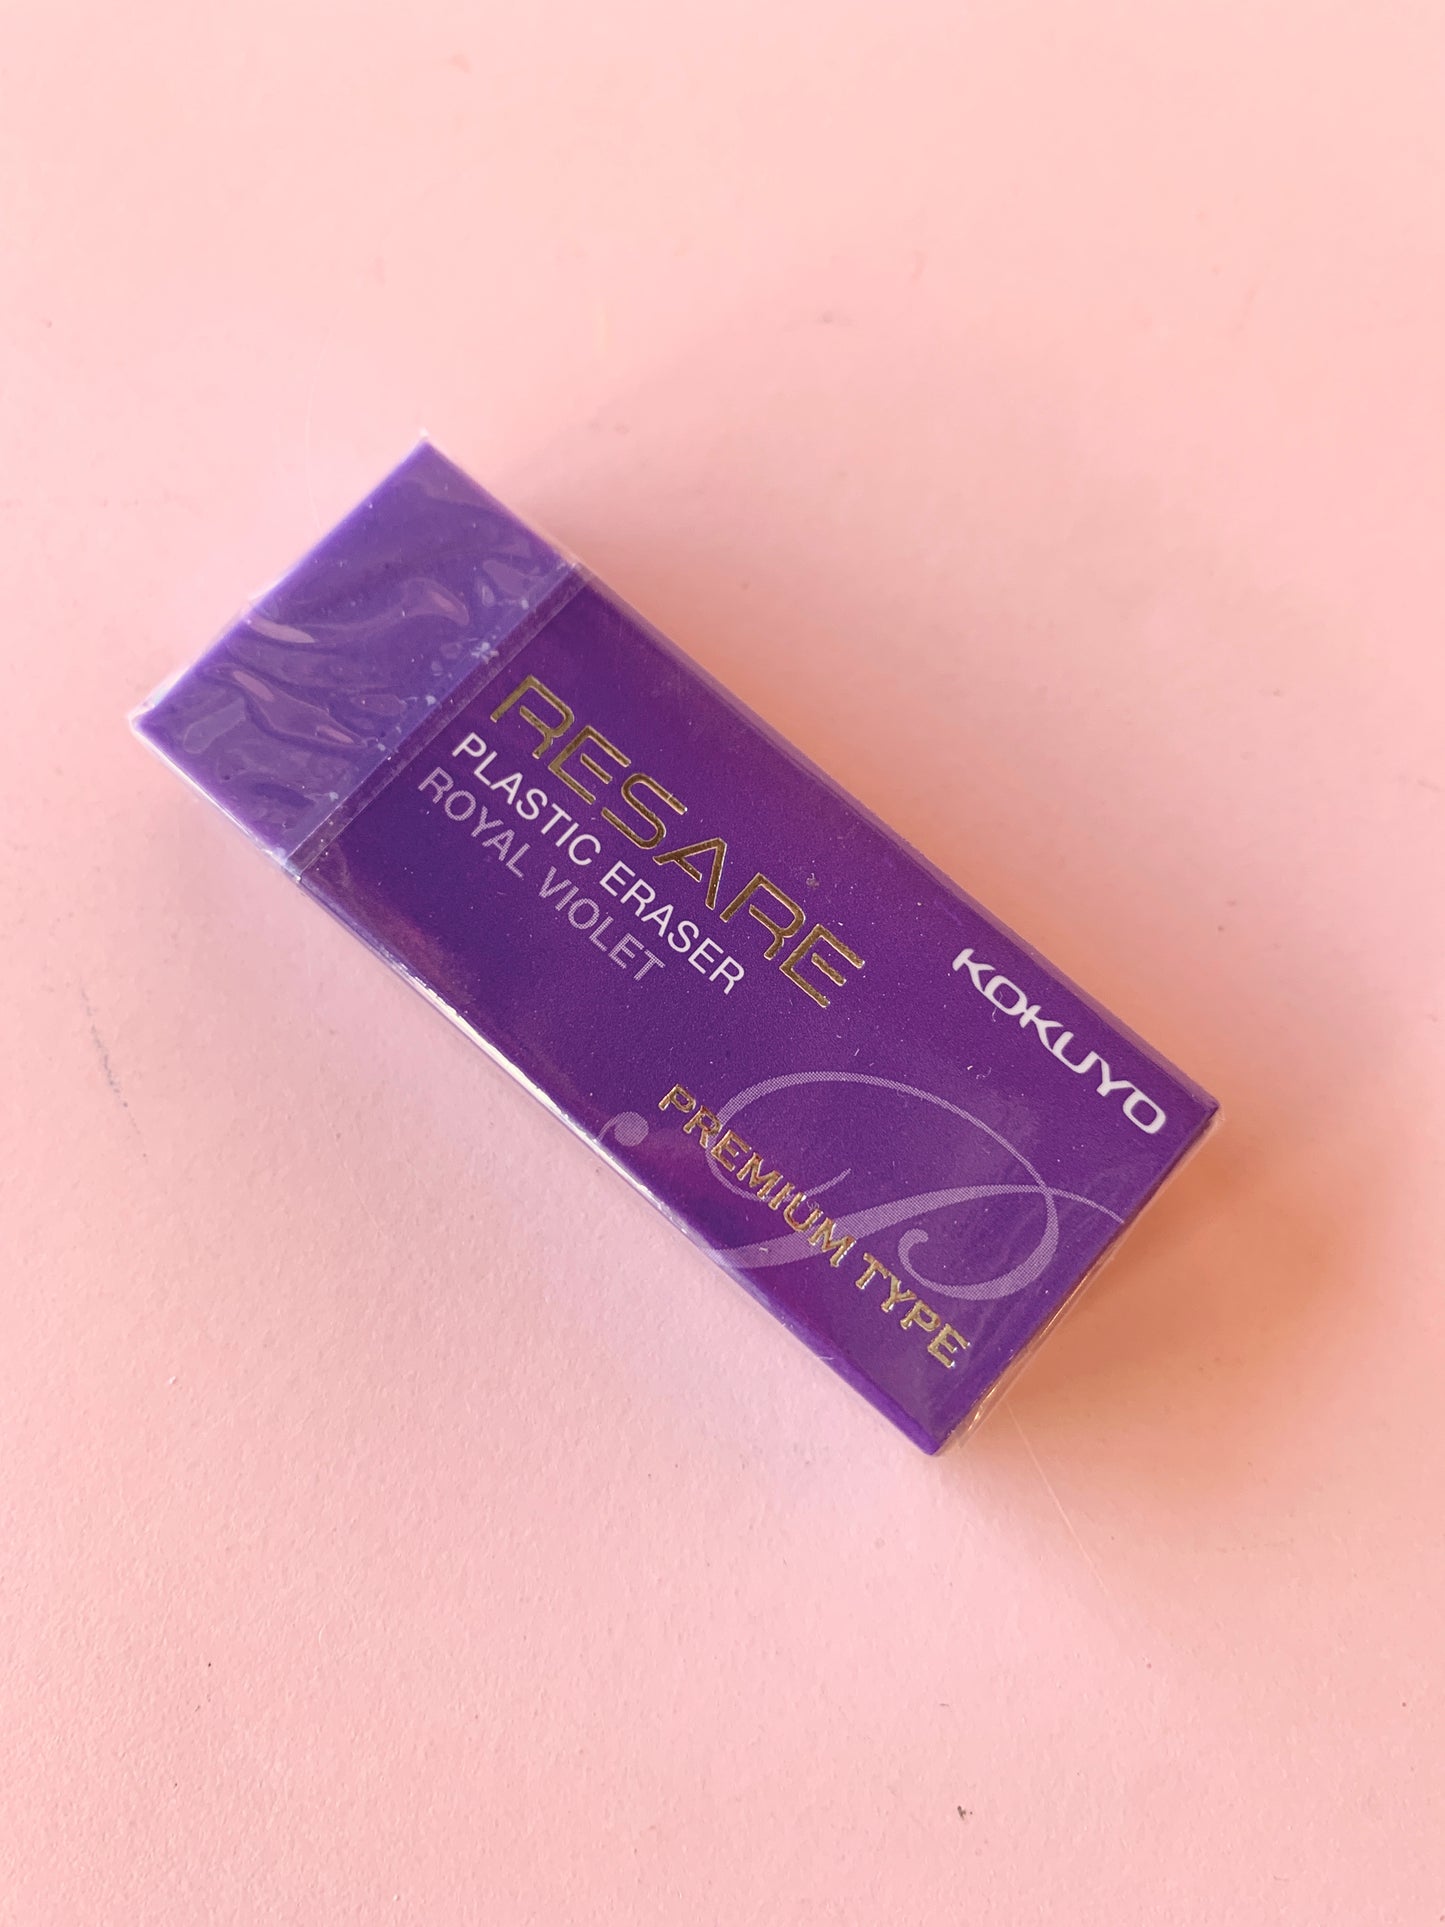 RESARE
PLASTIC ERASER
ROYAL VIOLET
KOKUYO
PREMIUM TYPE